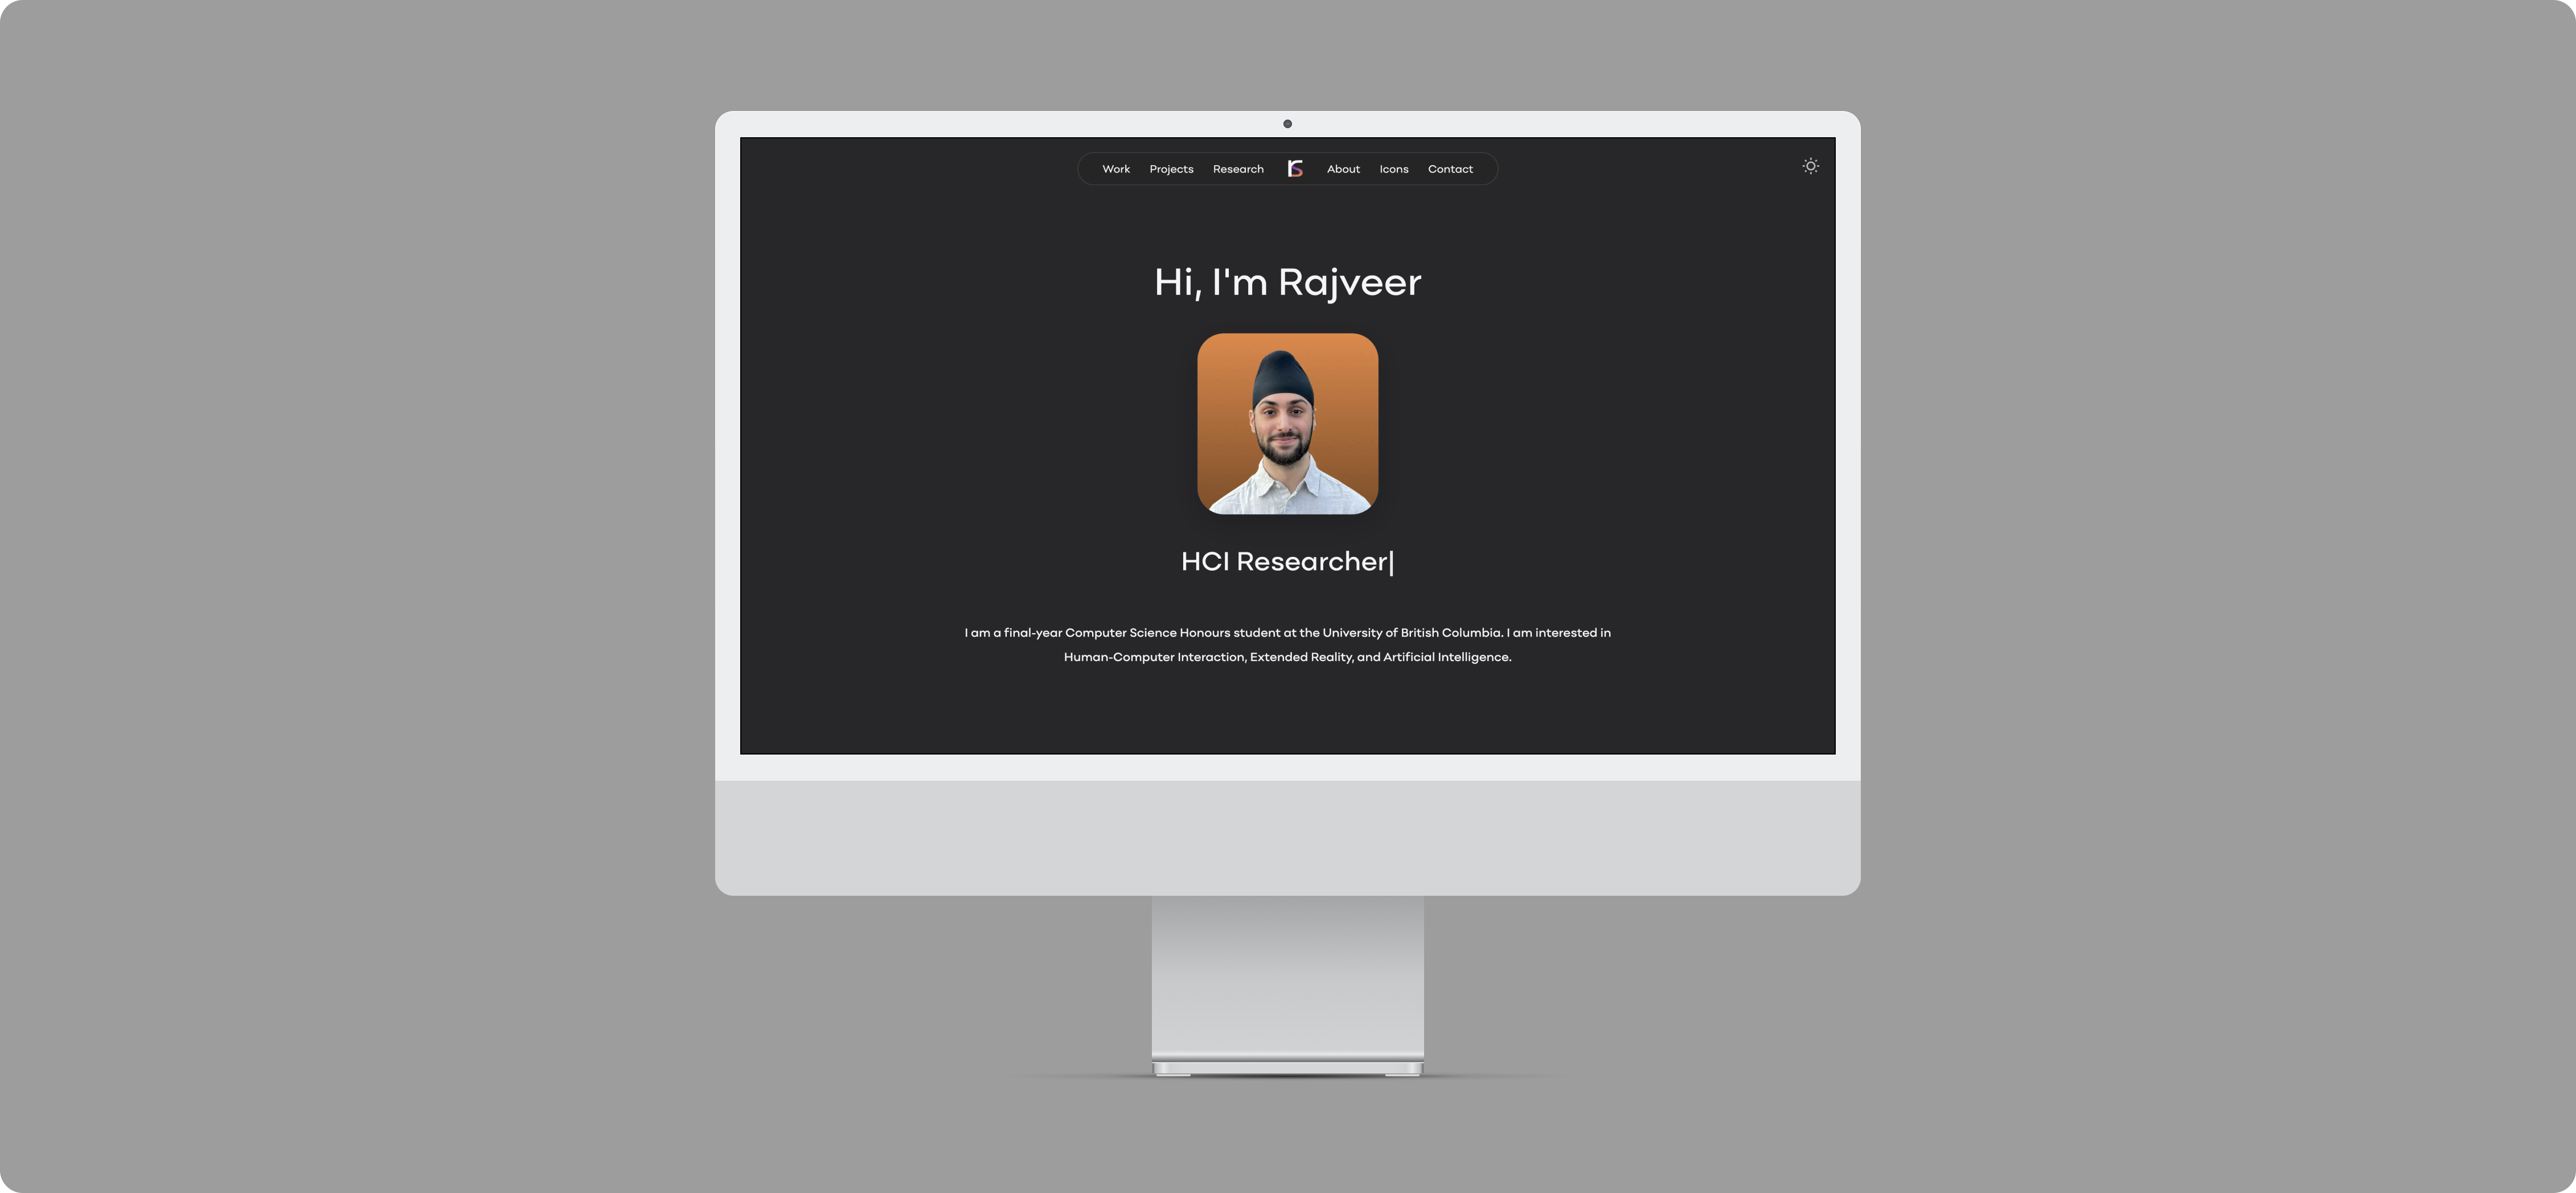 Work Projects Research rs About Icons Contact
Hi, I'm Rajveer
HCI Researcher|
I am a final-year Computer Science Honours student at the University of British Columbia. I am interested in
Human-Computer Interaction, Extended Reality, and Artificial Intelligence.